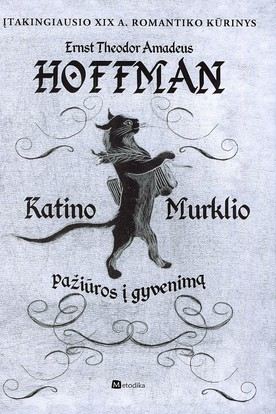 ĮTAKINGIAUSIO XIX A. ROMANTIKO KŪRINYS
Ernst Theodor Amadeus
HOFFMAN
Katino Murklio
pažiūros į gyvenimą
Metodika